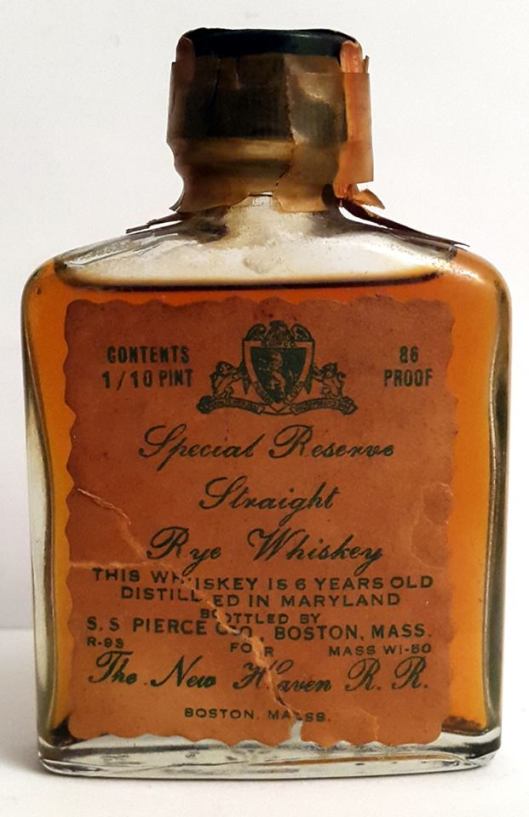 CONTENTS
1/10 PINT
86
PROOF
Special Reserve
Straight
Rye Whiskey
THIS WHISKEY IS 6 YEARS OLD
DISTILLED IN MARYLAND
BOTTLED BY
S. S PIERCE CO. BOSTON, MASS.
R-93 FOR MASS WI-50
The New Haven R. R.
BOSTON, MASS.